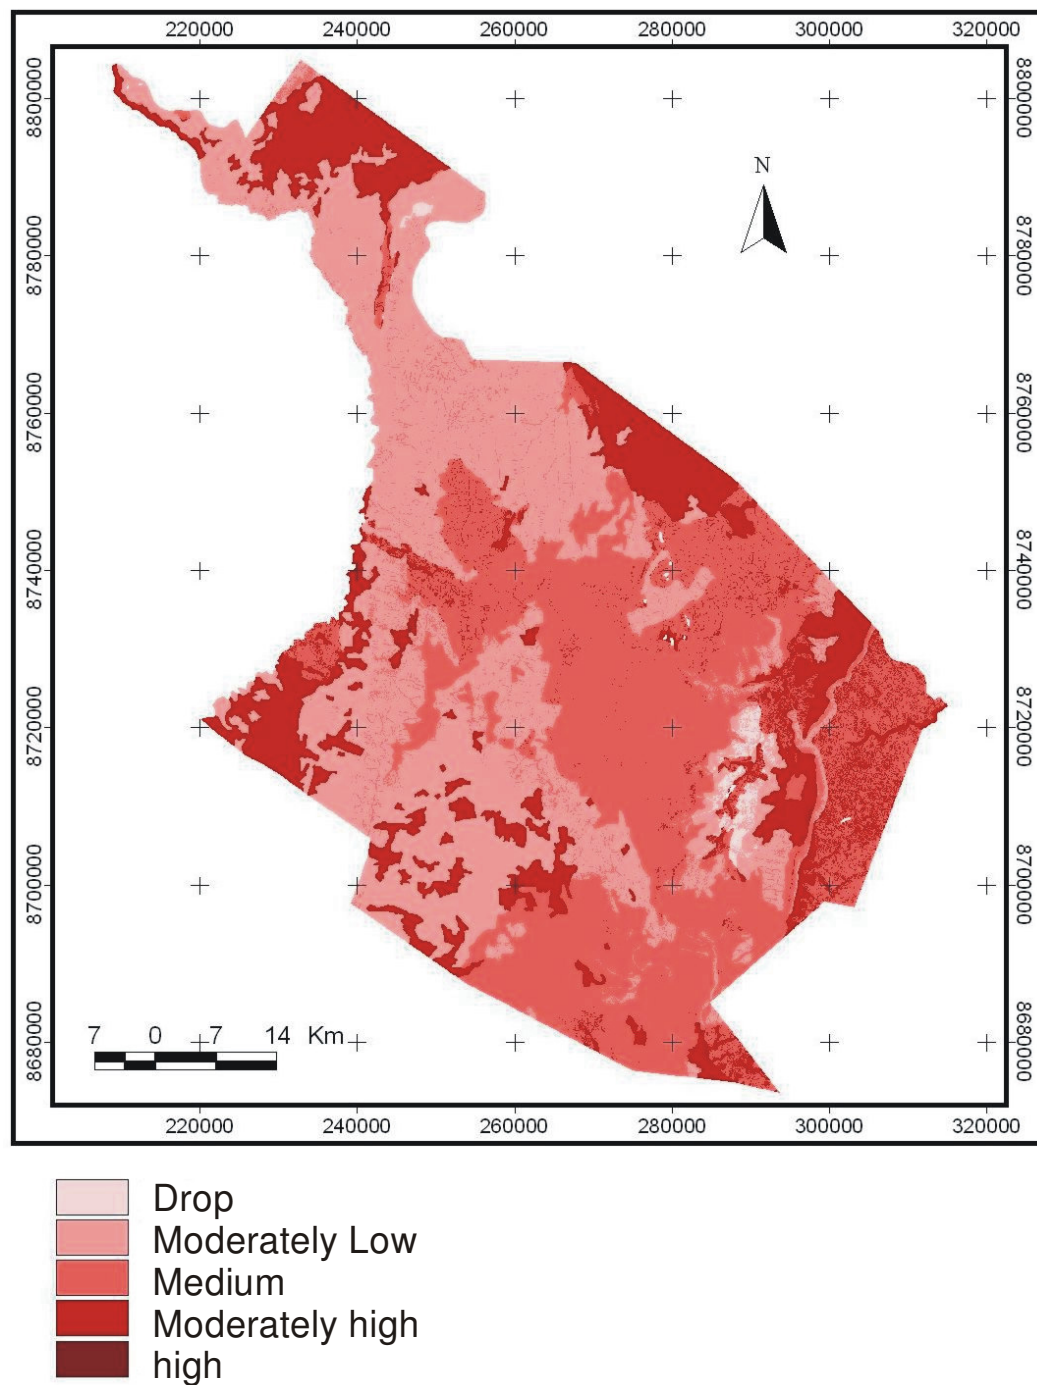 220000 240000 260000 280000 300000 320000
8800000 8800000
N
8780000 8780000
8760000 8760000
8740000 8740000
8720000 8720000
8700000 8700000
8680000 8680000
7 0 7 14 Km
220000 240000 260000 280000 300000 320000
Drop
Moderately Low
Medium
Moderately high
high